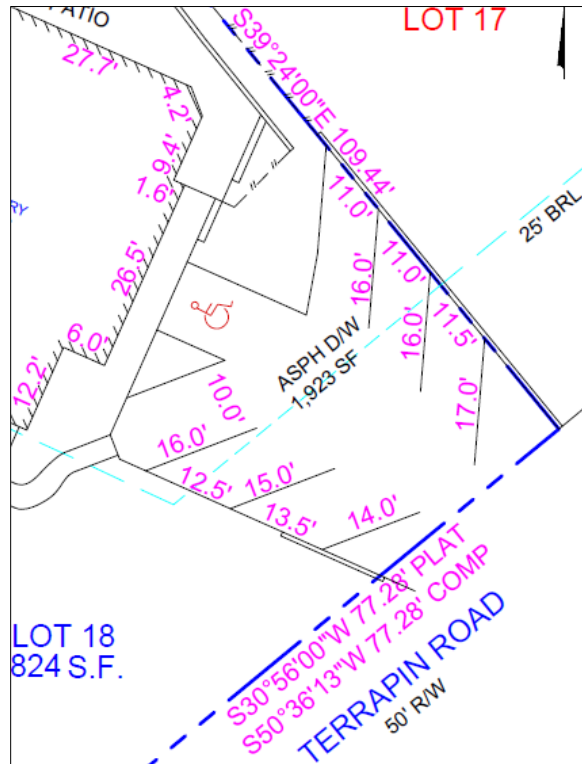 PATIO
LOT 17
27.7'
4.2'
S39°24'00"E 109.44'
9.4'
1.6'
11.0'
25' BRL
RY
26.5'
16.0'
11.0'
16.0'
11.5'
6.0'
ASPH D/W
1,923 SF
12.2'
10.0'
17.0'
16.0'
12.5'
15.0'
13.5'
14.0'
S30°56'00"W 77.28' PLAT
S50°36'13"W 77.28' COMP
TERRAPIN ROAD
50' R/W
LOT 18
824 S.F.